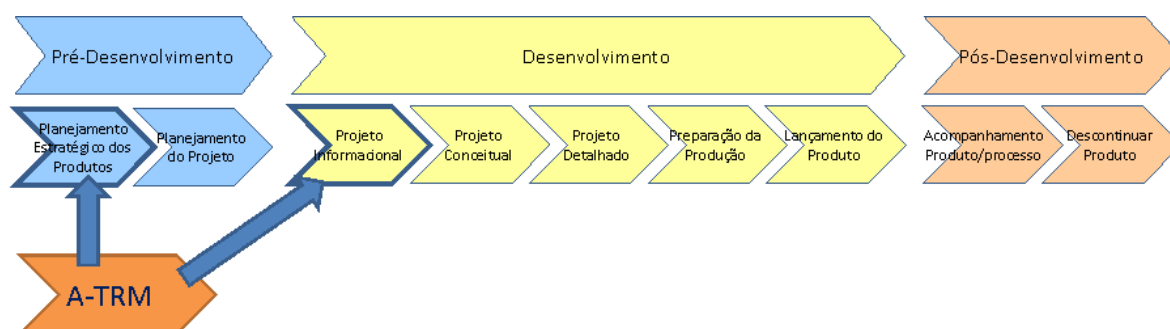 Pré-Desenvolvimento
Desenvolvimento
Pós-Desenvolvimento
Planejamento
Estratégico dos
Produtos
Planejamento
do Projeto
Projeto
Informacional
Projeto
Conceitual
Projeto
Detalhado
Preparação da
Produção
Lançamento do
Produto
Acompanhamento
Produto/processo
Descontinuar
Produto
A-TRM